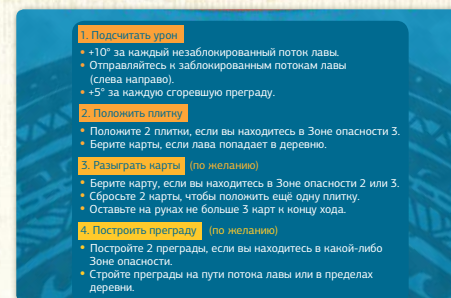 1. Подсчитать урон
• +10° за каждый незаблокированный поток лавы.
• Отправляйтесь к заблокированным потокам лавы
(слева направо).
• +5° за каждую сгоревшую преграду.
2. Положить плитку
• Положите 2 плитки, если вы находитесь в Зоне опасности 3.
• Берите карты, если лава попадает в деревню.
3. Разыграть карты (по желанию)
• Берите карту, если вы находитесь в Зоне опасности 2 или 3.
• Сбросьте 2 карты, чтобы положить ещё одну плитку.
• Оставьте на руках не больше 3 карт к концу хода.
4. Построить преграду (по желанию)
• Постройте 2 преграды, если вы находитесь в какой-либо
Зоне опасности.
• Стройте преграды на пути потока лавы или в пределах
деревни.